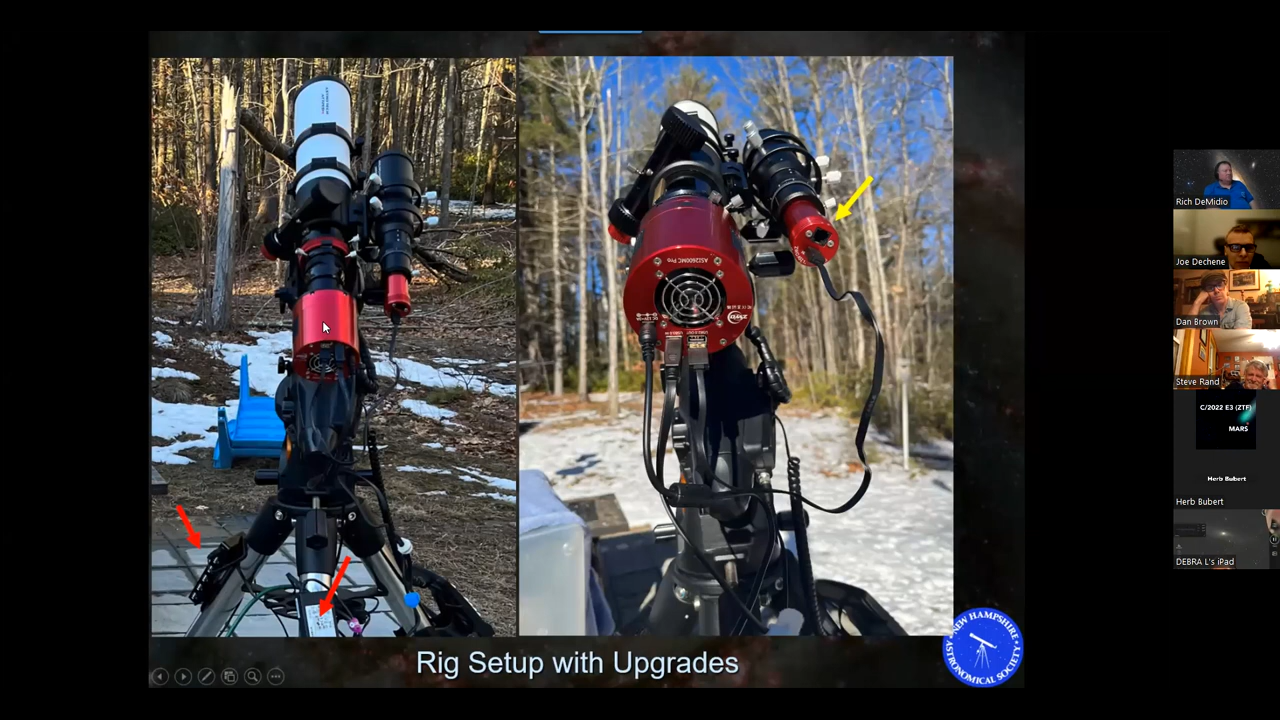 ASI2600MC Pro
Rig Setup with Upgrades
NEW HAMPSHIRE
ASTRONOMICAL SOCIETY
Rich DeMidio
Joe Dechene
Dan Brown
Steve Rand
C/2022 E3 (ZTF)
MARS
Herb Bubert
Herb Bubert
DEBRA L's iPad